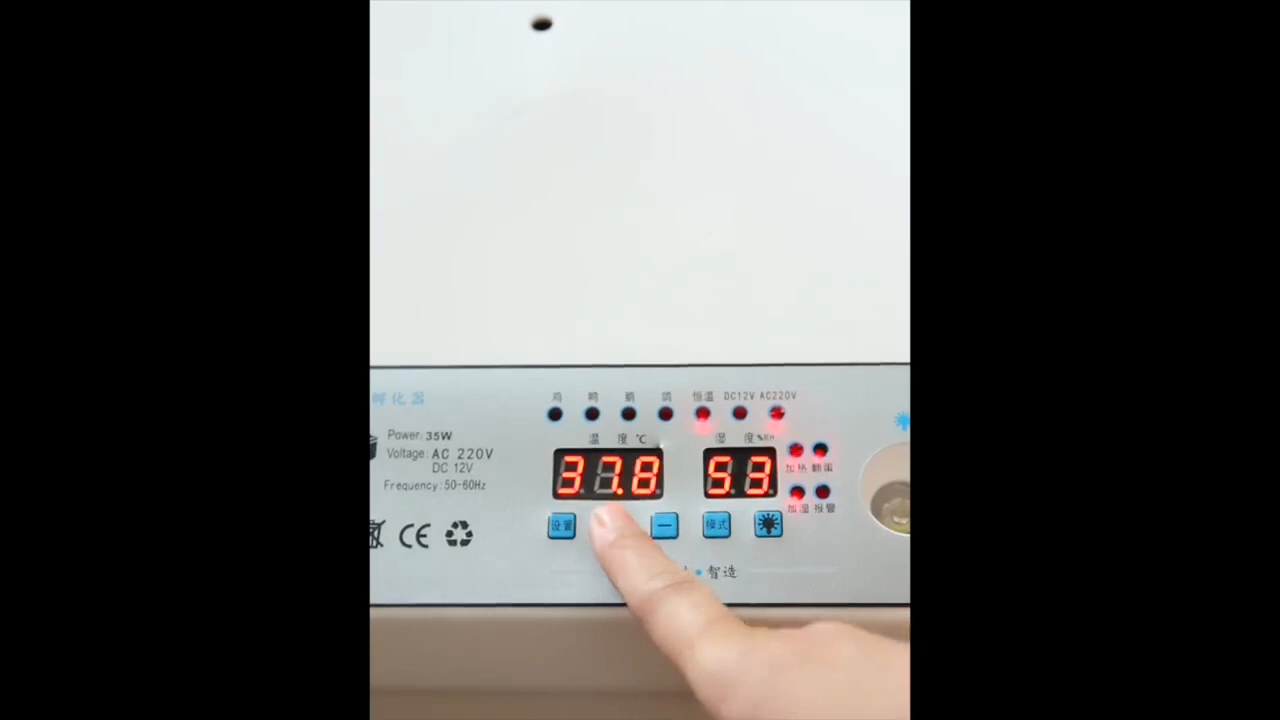 孵化器
Power: 35W
Voltage: AC 220V
DC 12V
Frequency: 50-60Hz
CE
鸡 鸭 鹅 鸽 恒温 DC12V AC220V
温 度 ℃ 湿 度 %RH
37.8 53
加热 翻蛋
加湿 报警
设置 — 模式
智造